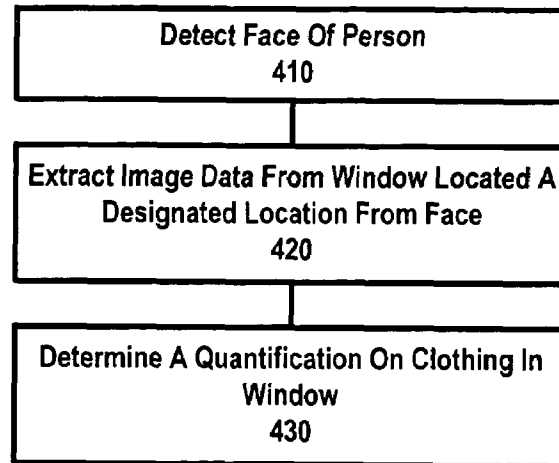 Detect Face Of Person
410
Extract Image Data From Window Located A
Designated Location From Face
420
Determine A Quantification On Clothing In
Window
430